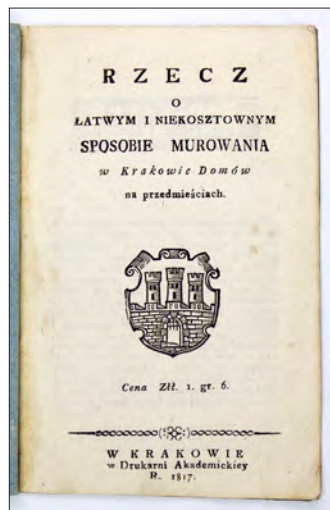 RZECZ
O
ŁATWYM I NIEKOSZTOWNYM
SPOSOBIE MUROWANIA
w Krakowie Domów
na przedmieściach.
Cena Złł. 1. gr. 6.
W KRAKOWIE
w Drukarni Akademickiey
R. 1817.